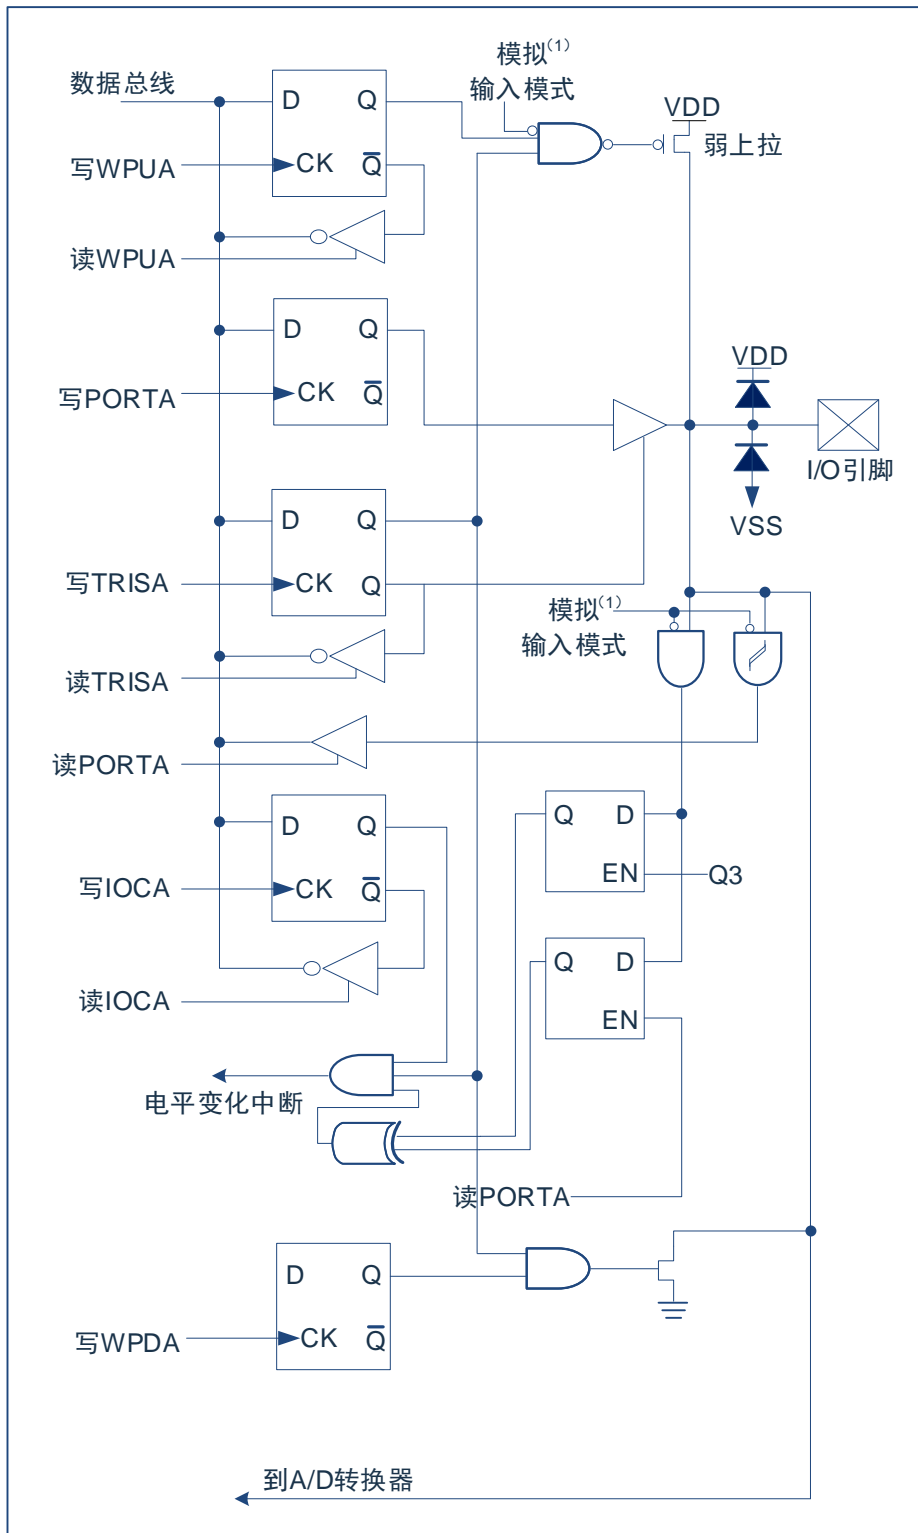 模拟(1)
输入模式
数据总线
D Q
VDD
弱上拉
写WPUA
CK Q̅
读WPUA
D Q
VDD
写PORTA
CK Q̅
I/O引脚
D Q
VSS
写TRISA
CK Q
模拟(1)
输入模式
读TRISA
读PORTA
Q D
D Q
EN Q3
写IOCA
CK Q̅
Q D
读IOCA
EN
电平变化中断
读PORTA
D Q
写WPDA
CK Q̅
到A/D转换器